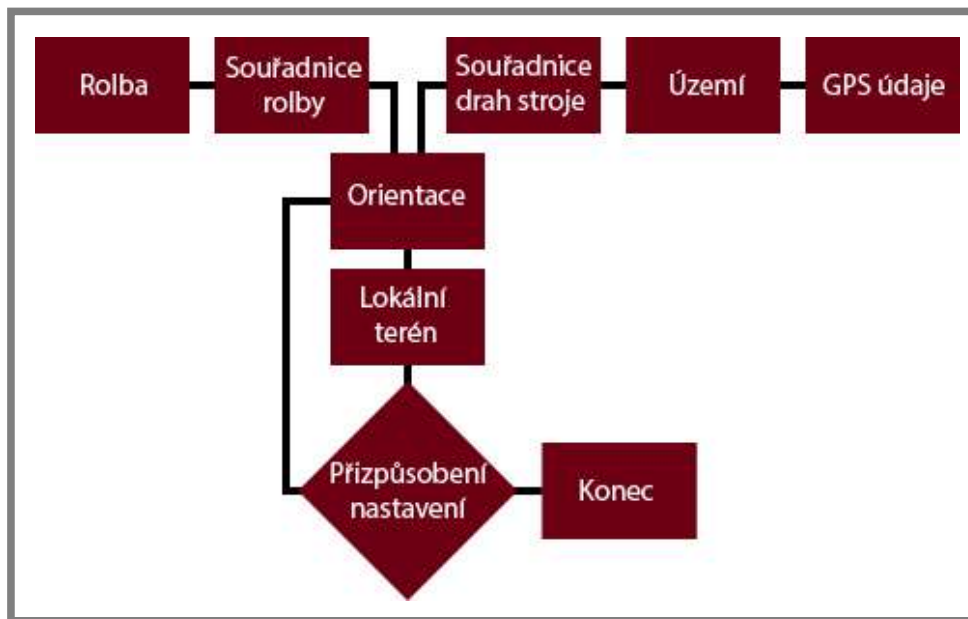 Rolba
Souřadnice
rolby
Souřadnice
drah stroje
Území
GPS údaje
Orientace
Lokální
terén
Přizpůsobení
nastavení
Konec